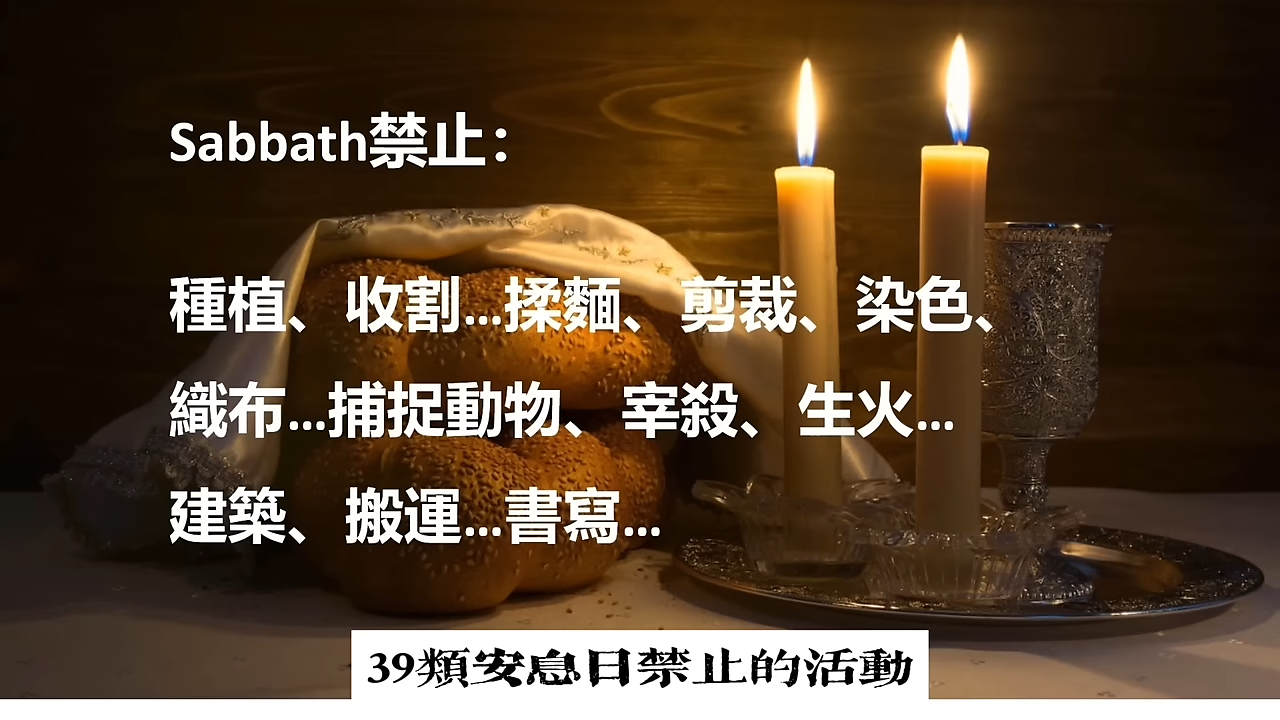 Sabbath禁止：
種植、收割...揉麵、剪裁、染色、
織布...捕捉動物、宰殺、生火...
建築、搬運...書寫...
39類安息日禁止的活動